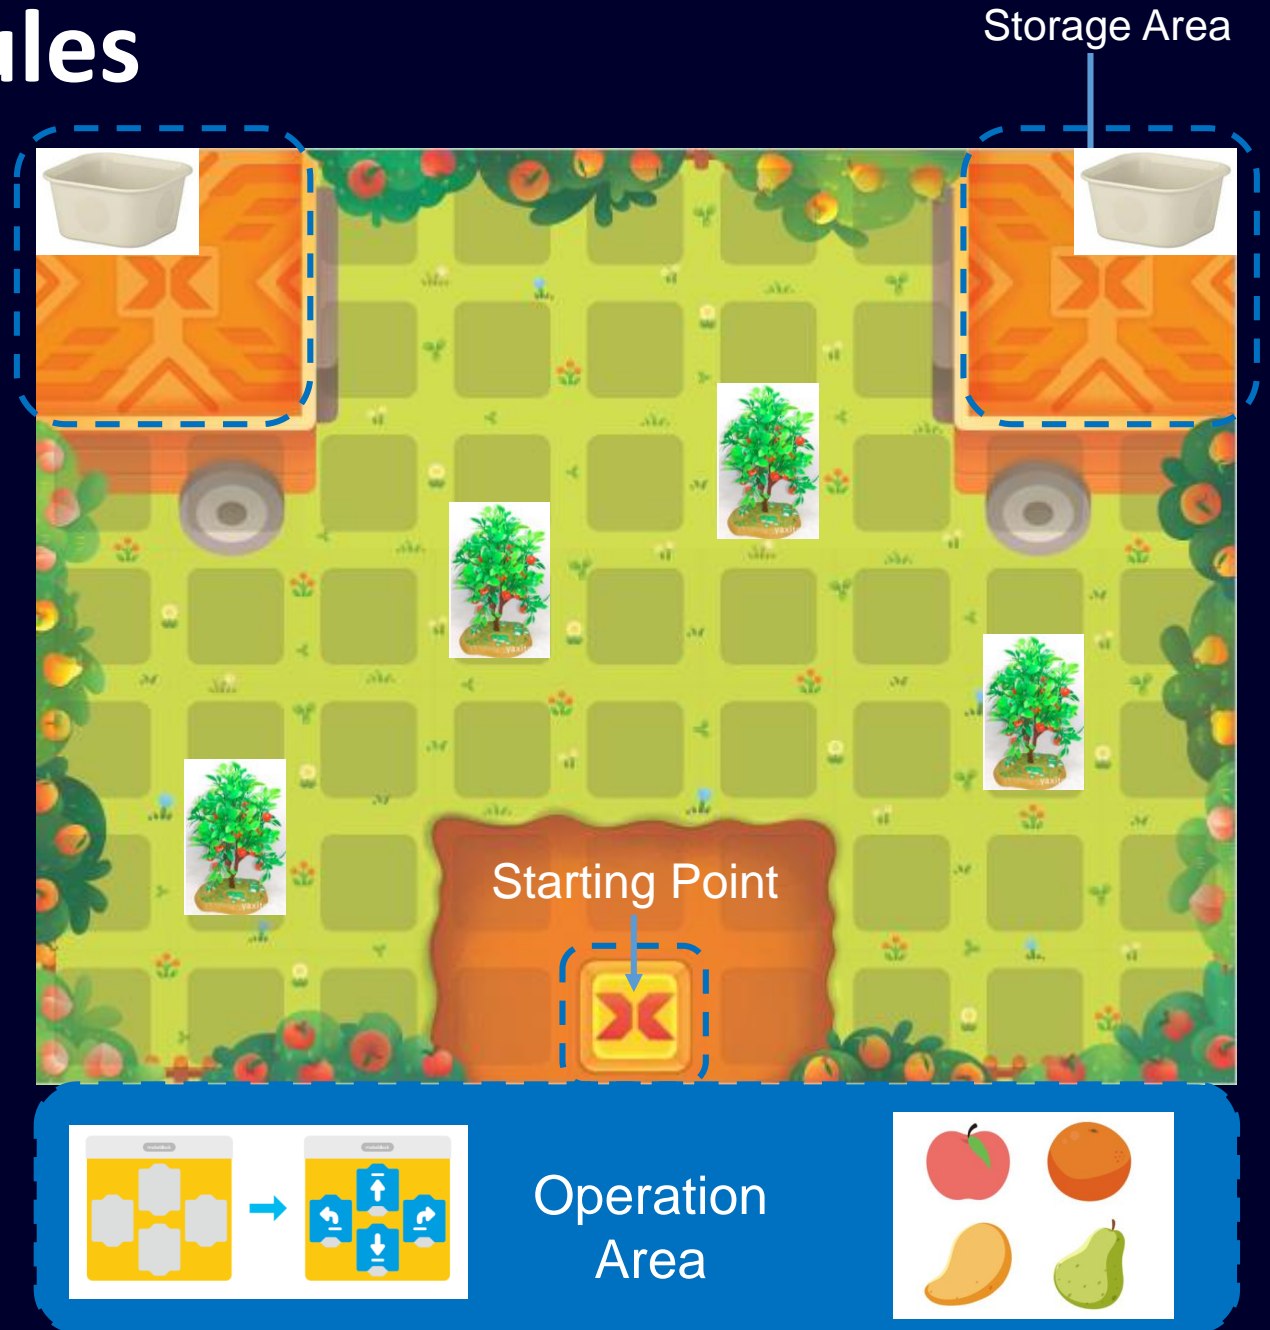 ules
Storage Area
Starting Point
Operation
Area